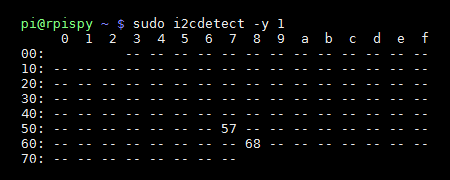 pi@rpispy ~ $ sudo i2cdetect -y 1
     0  1  2  3  4  5  6  7  8  9  a  b  c  d  e  f
00:          -- -- -- -- -- -- -- -- -- -- -- -- --
10: -- -- -- -- -- -- -- -- -- -- -- -- -- -- -- --
20: -- -- -- -- -- -- -- -- -- -- -- -- -- -- -- --
30: -- -- -- -- -- -- -- -- -- -- -- -- -- -- -- --
40: -- -- -- -- -- -- -- -- -- -- -- -- -- -- -- --
50: -- -- -- -- -- -- -- 57 -- -- -- -- -- -- -- --
60: -- -- -- -- -- -- -- -- 68 -- -- -- -- -- -- --
70: -- -- -- -- -- -- -- --